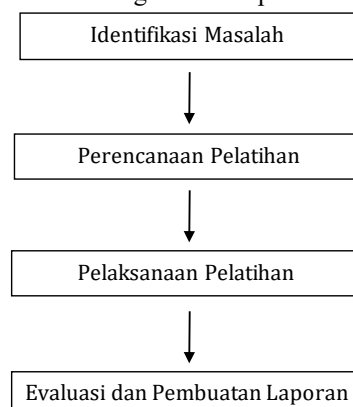 Identifikasi Masalah
Perencanaan Pelatihan
Pelaksanaan Pelatihan
Evaluasi dan Pembuatan Laporan